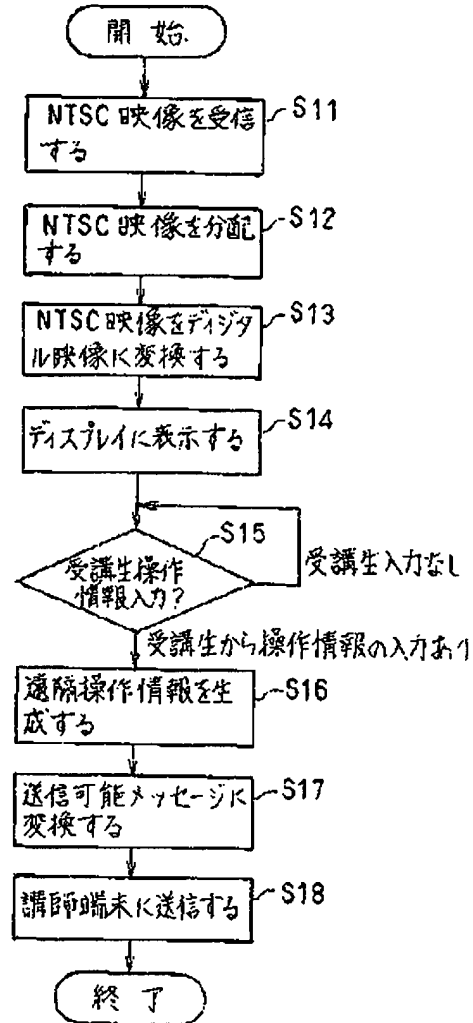 開始
NTSC映像を受信
する
S11
NTSC映像を分配
する
S12
NTSC映像をディジタ
ル映像に変換する
S13
ディスプレイに表示する
S14
S15
受講生操作
情報入力?
受講生入力なし
受講生から操作情報の入力あり
遠隔操作情報を生
成する
S16
送信可能メッセージに
変換する
S17
講師端末に送信する
S18
終了